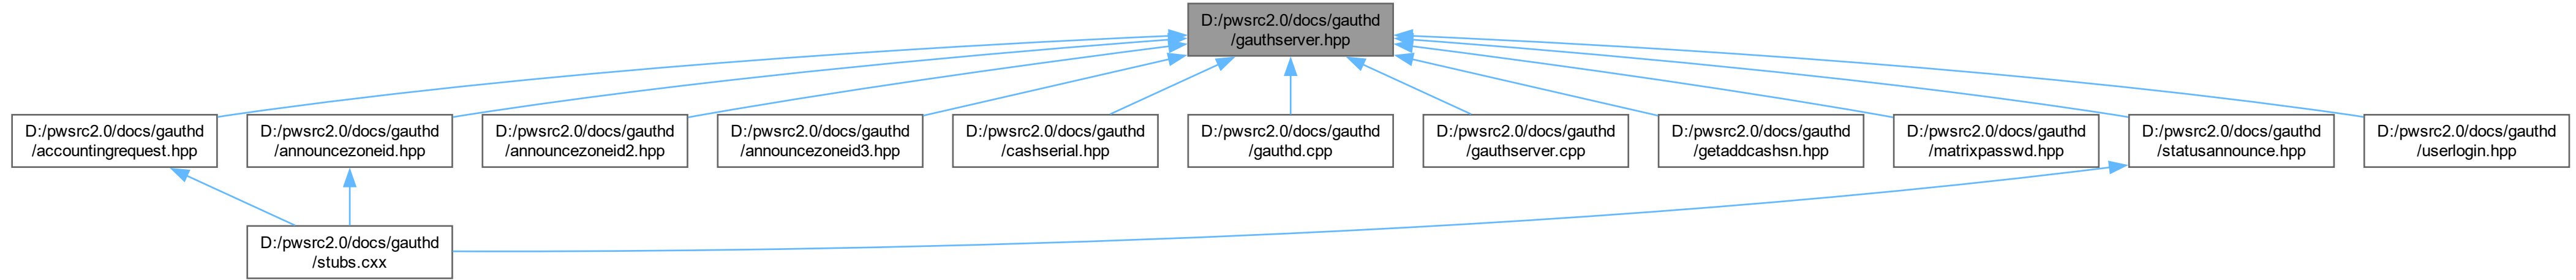 D:/pwsrc2.0/docs/gauthd
/gauthserver.hpp
D:/pwsrc2.0/docs/gauthd
/accountingrequest.hpp
D:/pwsrc2.0/docs/gauthd
/announcezoneid.hpp
D:/pwsrc2.0/docs/gauthd
/announcezoneid2.hpp
D:/pwsrc2.0/docs/gauthd
/announcezoneid3.hpp
D:/pwsrc2.0/docs/gauthd
/cashserial.hpp
D:/pwsrc2.0/docs/gauthd
/gauthd.cpp
D:/pwsrc2.0/docs/gauthd
/gauthserver.cpp
D:/pwsrc2.0/docs/gauthd
/getaddcashsn.hpp
D:/pwsrc2.0/docs/gauthd
/matrixpasswd.hpp
D:/pwsrc2.0/docs/gauthd
/statusannounce.hpp
D:/pwsrc2.0/docs/gauthd
/userlogin.hpp
D:/pwsrc2.0/docs/gauthd
/stubs.cxx